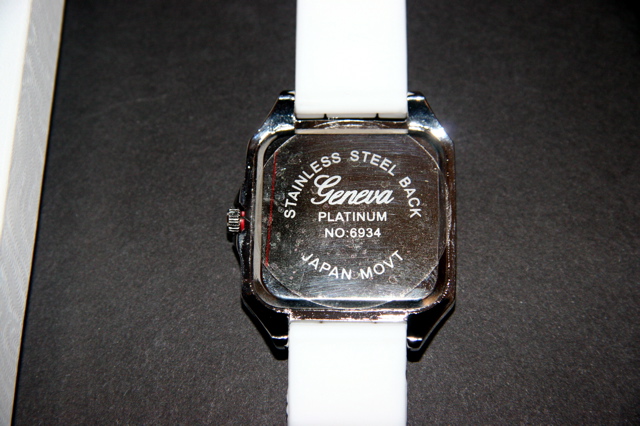 STAINLESS STEEL BACK
Geneva
PLATINUM
NO:6934
JAPAN MOVT